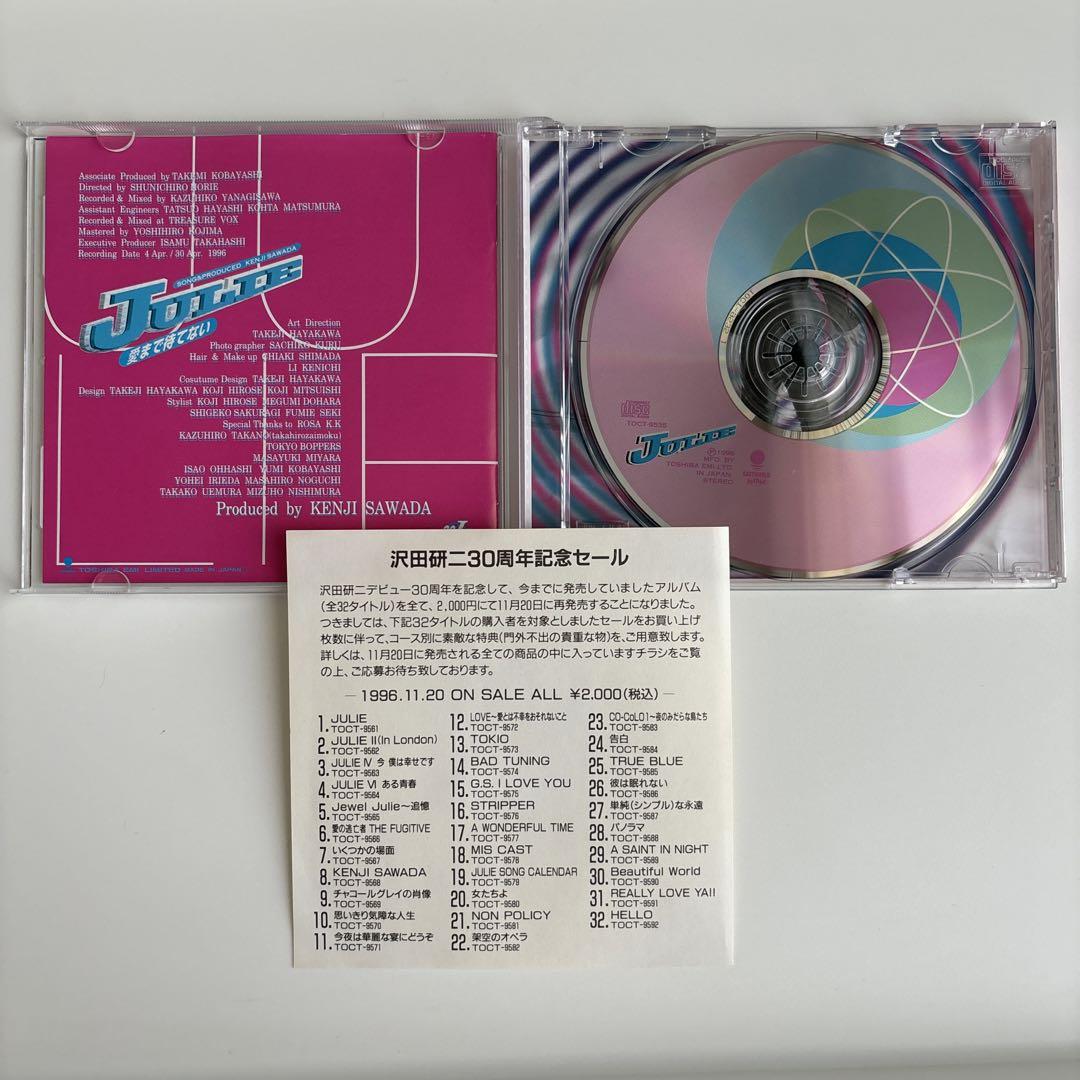 Associate Produced by TAKEMI KOBAYASHI
Directed by SHUNICHIRO NORIE
Recorded & Mixed by KAZUHIKO YANAGISAWA
Assistant Engineers TATSUO HAYASHI KOHTA MATSUMURA
Recorded & Mixed at TREASURE VOX
Mastered by YOSHIHIRO KOJIMA
Executive Producer ISAMU TAKAHASHI
Recording Date 4 Apr. / 30 Apr. 1996
SONG&PRODUCED KENJI SAWADA
JULIE
愛まで待てない
Art Direction
TAKEJI HAYAKAWA
Photo grapher SACHIKO KURU
Hair & Make up CHIAKI SHIMADA
LI KENICHI
Cosutume Design TAKEJI HAYAKAWA
Design TAKEJI HAYAKAWA KOJI HIROSE KOJI MITSUISHI
Stylist KOJI HIROSE MEGUMI DOHARA
SHIGEKO SAKURAGI FUMIE SEKI
Special Thanks to ROSA K.K
KAZUHIRO TAKANO(takahirozaimoku)
TOKYO BOPPERS
MASAYUKI MIYARA
ISAO OHHASHI YUMI KOBAYASHI
YOHEI IRIEDA MASAHIRO NOGUCHI
TAKAKO UEMURA MIZUHO NISHIMURA
Produced by KENJI SAWADA
TOSHIBA EMI LIMITED MADE IN JAPAN
COMPACT
disc
DIGITAL AUDIO
COMPACT
disc
DIGITAL AUDIO
TOCT-9535
JULIE
Ⓟ1996
MFD. BY
TOSHIBA EMI LTD.
IN JAPAN.
STEREO
EASTWORLD
沢田研二30周年記念セール
沢田研二デビュー30周年を記念して、今までに発売していましたアルバム
(全32タイトル)を全て、2,000円にて11月20日に再発売することになりました。
つきましては、下記32タイトルの購入者を対象としましたセールをお買い上げ
枚数に伴って、コース別に素敵な特典(門外不出の貴重な物)を、ご用意致します。
詳しくは、11月20日に発売される全ての商品の中に入っていますチラシをご覧
の上、ご応募お待ち致しております。
— 1996.11.20 ON SALE ALL ¥2,000(税込) —
1. JULIE
TOCT-9561
2. JULIE II(In London)
TOCT-9562
3. JULIE Ⅳ 今 僕は幸せです
TOCT-9563
4. JULIE Ⅵ ある青春
TOCT-9564
5. Jewel Julie〜追憶
TOCT-9565
6. 愛の逃亡者 THE FUGITIVE
TOCT-9566
7. いくつかの場面
TOCT-9567
8. KENJI SAWADA
TOCT-9568
9. チャコールグレイの肖像
TOCT-9569
10. 思いきり気障な人生
TOCT-9570
11. 今夜は華麗な宴にどうぞ
TOCT-9571
12. LOVE〜愛とは不幸をおそれないこと
TOCT-9572
13. TOKIO
TOCT-9573
14. BAD TUNING
TOCT-9574
15. G.S. I LOVE YOU
TOCT-9575
16. STRIPPER
TOCT-9576
17. A WONDERFUL TIME
TOCT-9577
18. MIS CAST
TOCT-9578
19. JULIE SONG CALENDAR
TOCT-9579
20. 女たちよ
TOCT-9580
21. NON POLICY
TOCT-9581
22. 架空のオペラ
TOCT-9582
23. CO-CoLO1〜夜のみだらな鳥たち
TOCT-9583
24. 告白
TOCT-9584
25. TRUE BLUE
TOCT-9585
26. 彼は眠れない
TOCT-9586
27. 単純(シンプル)な永遠
TOCT-9587
28. パノラマ
TOCT-9588
29. A SAINT IN NIGHT
TOCT-9589
30. Beautiful World
TOCT-9590
31. REALLY LOVE YA!!
TOCT-9591
32. HELLO
TOCT-9592